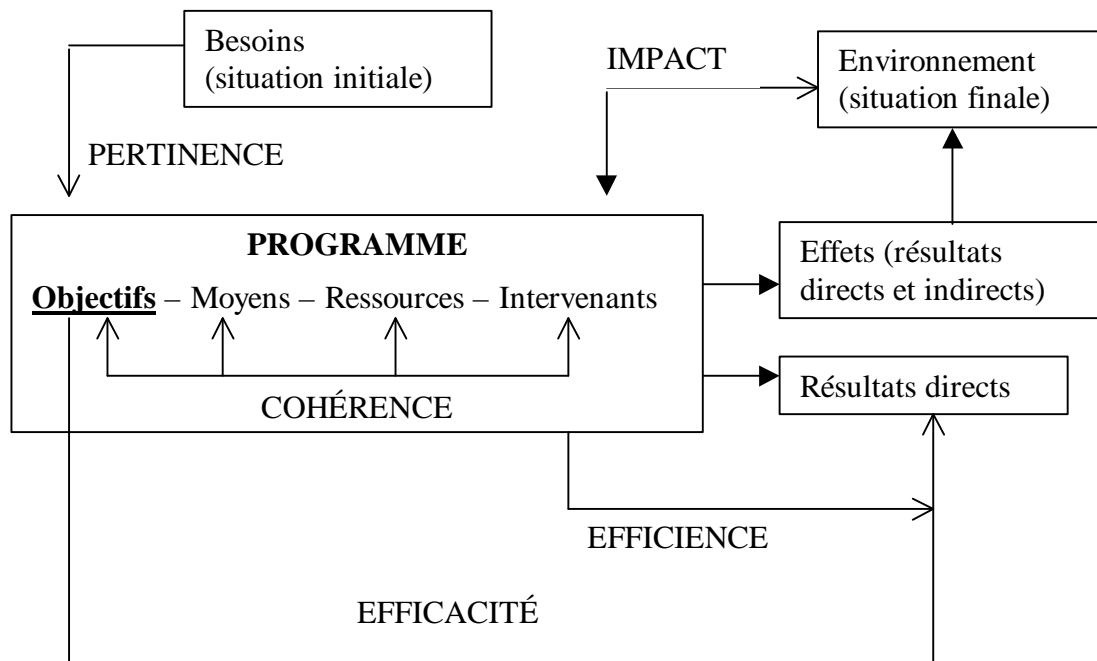 Besoins
(situation initiale)
IMPACT
Environnement
(situation finale)
PERTINENCE
PROGRAMME
Objectifs – Moyens – Ressources – Intervenants
COHÉRENCE
Effets (résultats
directs et indirects)
Résultats directs
EFFICIENCE
EFFICACITÉ